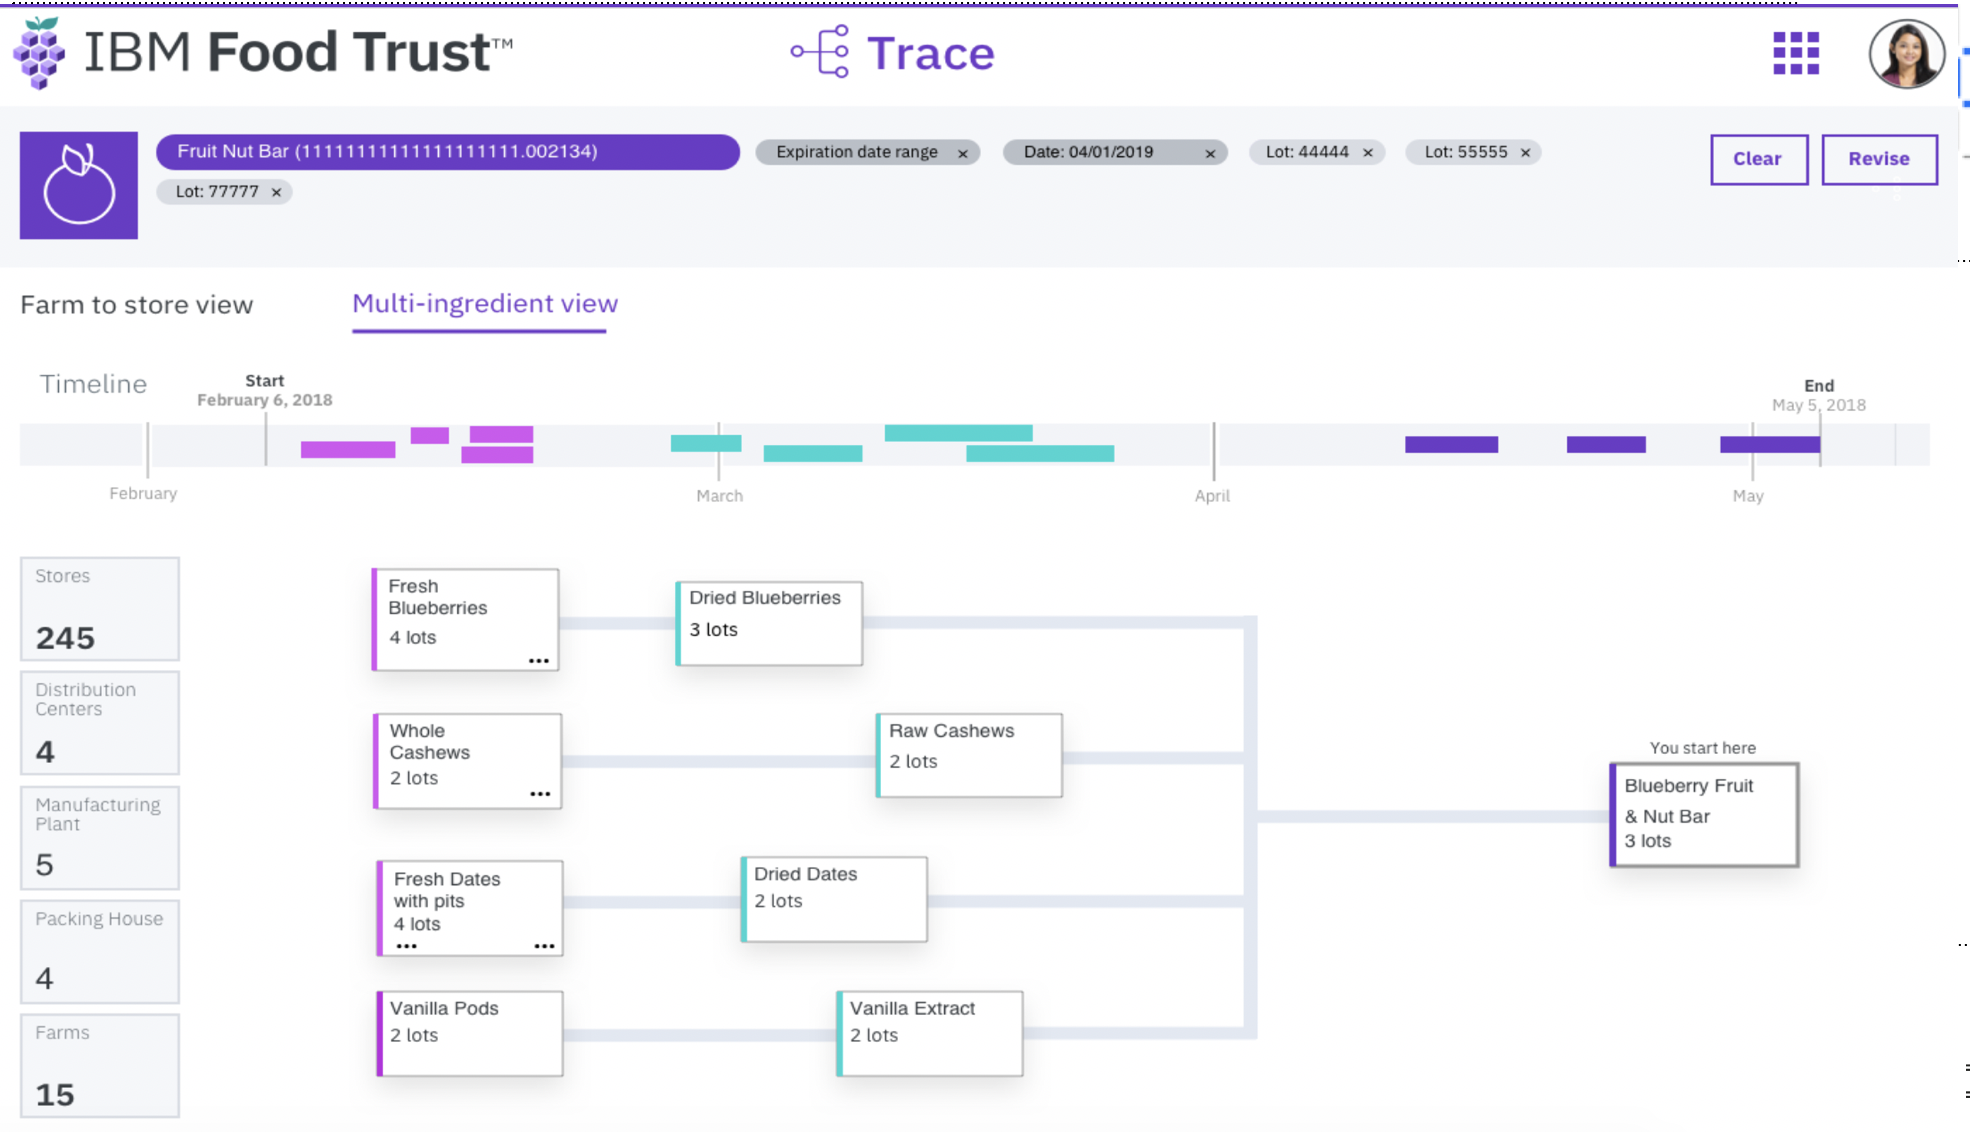 IBM Food Trust™
Trace
Fruit Nut Bar (11111111111111111111.002134)
Expiration date range ×
Date: 04/01/2019 ×
Lot: 44444 ×
Lot: 55555 ×
Clear
Revise
Lot: 77777 ×
Farm to store view
Multi-ingredient view
Timeline
Start
February 6, 2018
End
May 5, 2018
February
March
April
May
Stores
245
Distribution
Centers
4
Manufacturing
Plant
5
Packing House
4
Farms
15
Fresh
Blueberries
4 lots
...
Dried Blueberries
3 lots
Whole
Cashews
2 lots
...
Raw Cashews
2 lots
Fresh Dates
with pits
4 lots
... ...
Dried Dates
2 lots
Vanilla Pods
2 lots
Vanilla Extract
2 lots
You start here
Blueberry Fruit
& Nut Bar
3 lots